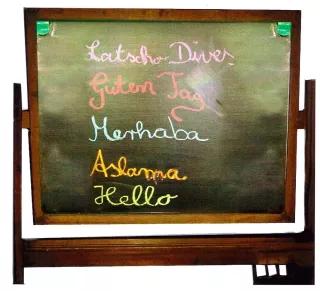 Latscho Dives
Guten Tag
Merhaba
Aslama
Hello